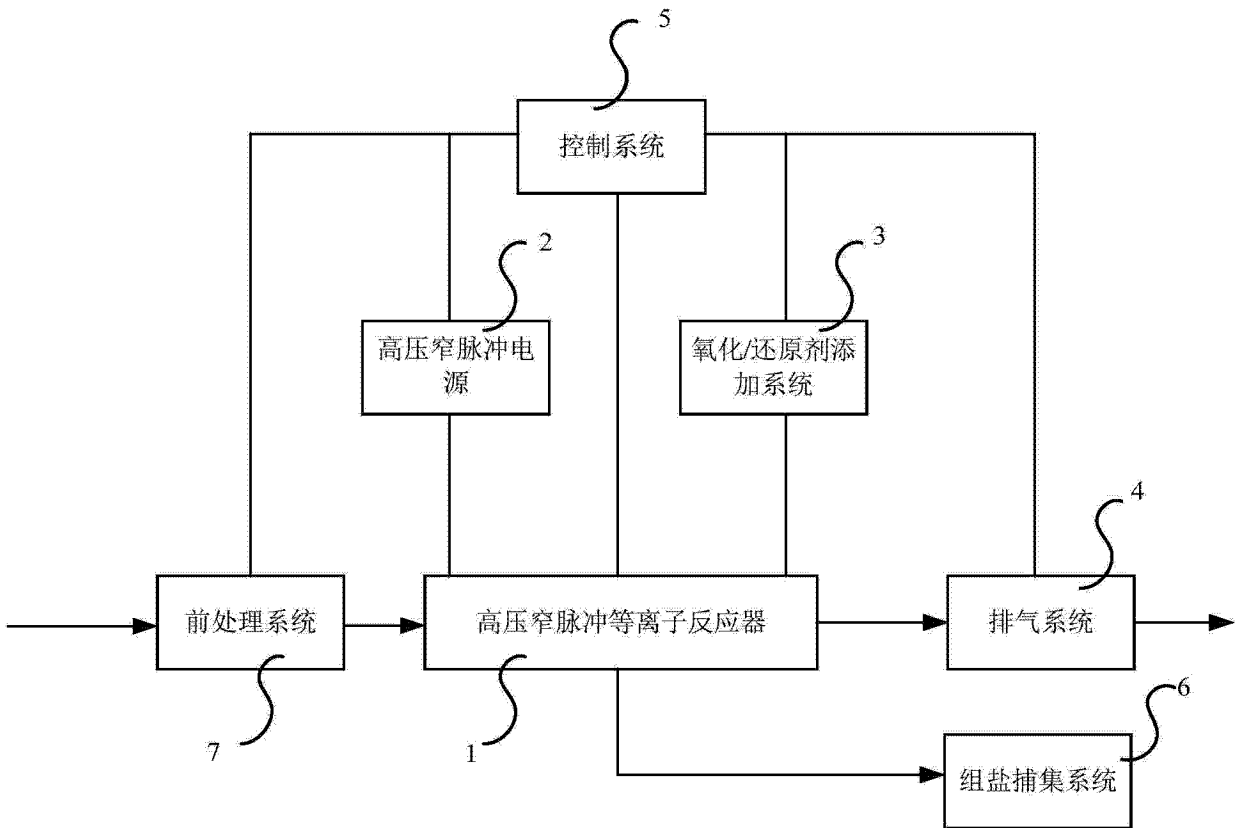 5
控制系统
2
3
高压窄脉冲电
源
氧化/还原剂添
加系统
4
前处理系统
高压窄脉冲等离子反应器
排气系统
7
1
6
组盐捕集系统